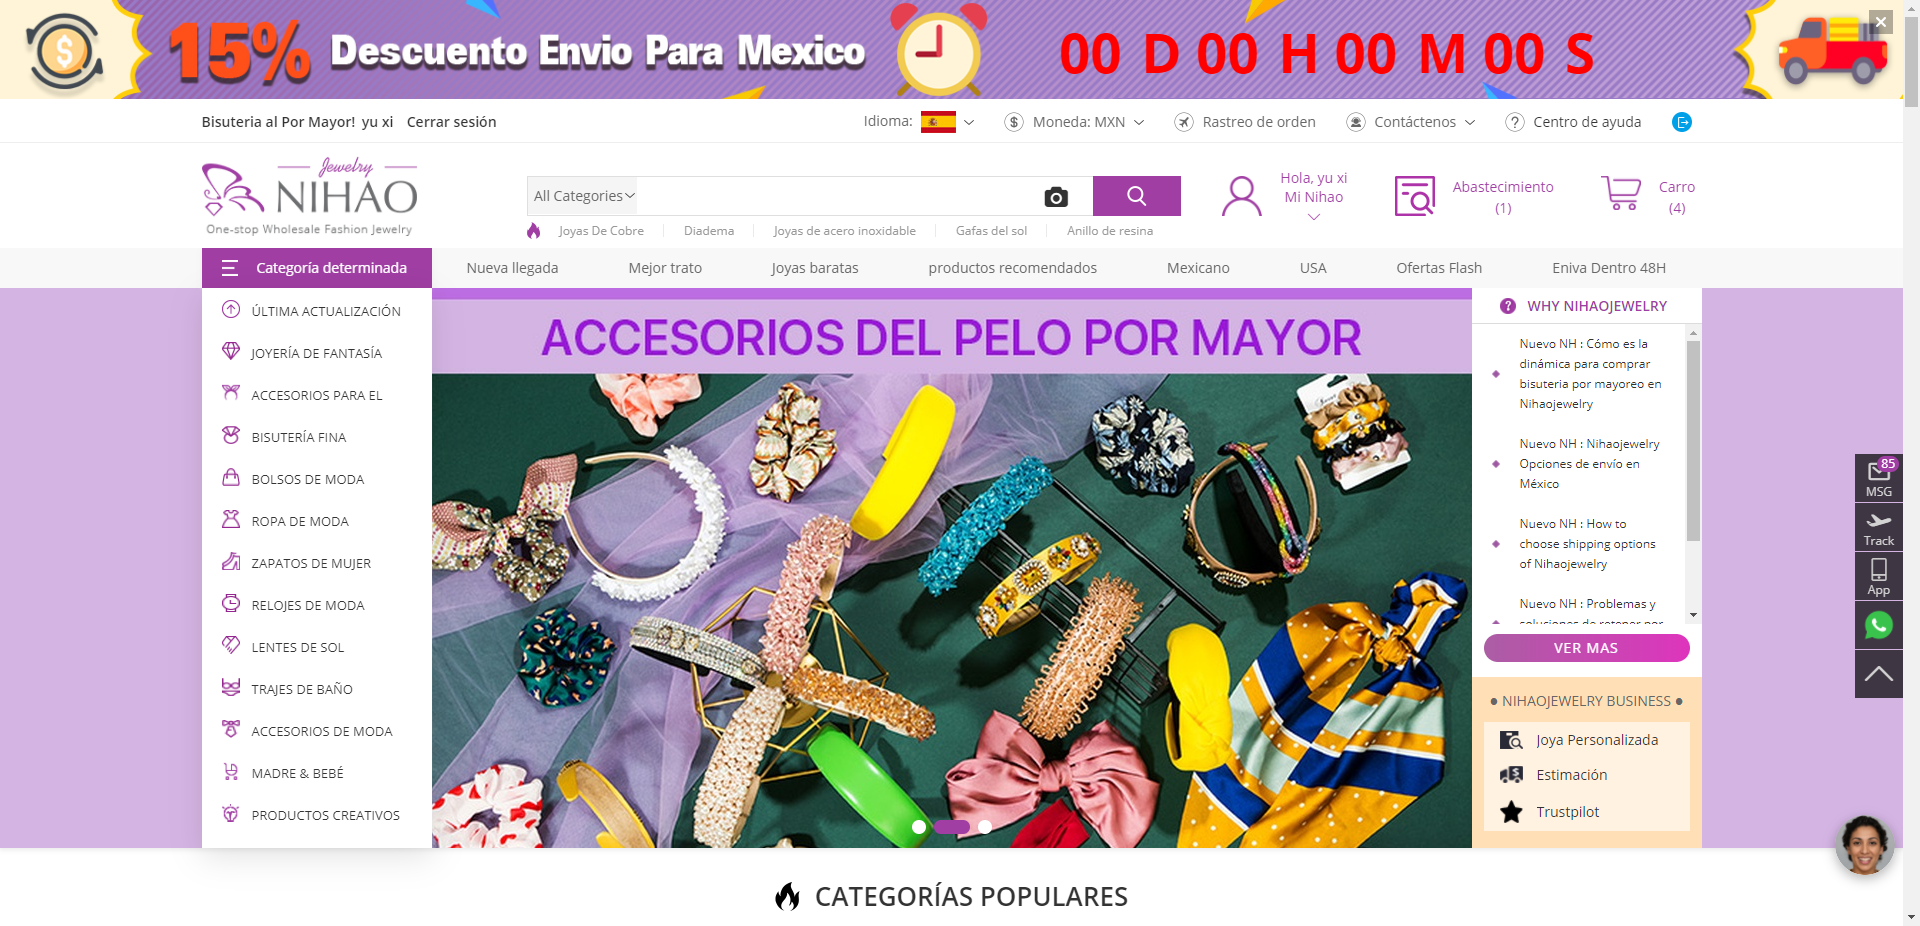 15% Descuento Envio Para Mexico 00 D 00 H 00 M 00 S
Bisuteria al Por Mayor! yu xi Cerrar sesión
Idioma: Moneda: MXN Rastreo de orden Contáctenos Centro de ayuda
Jewelry
NIHAO
One-stop Wholesale Fashion Jewelry
All Categories
Joyas De Cobre Diadema Joyas de acero inoxidable Gafas del sol Anillo de resina
Hola, yu xi
Mi Nihao
Abastecimiento
(1)
Carro
(4)
Categoría determinada Nueva llegada Mejor trato Joyas baratas productos recomendados Mexicano USA Ofertas Flash Eniva Dentro 48H
ÚLTIMA ACTUALIZACIÓN
JOYERÍA DE FANTASÍA
ACCESORIOS PARA EL
BISUTERÍA FINA
BOLSOS DE MODA
ROPA DE MODA
ZAPATOS DE MUJER
RELOJES DE MODA
LENTES DE SOL
TRAJES DE BAÑO
ACCESORIOS DE MODA
MADRE & BEBÉ
PRODUCTOS CREATIVOS
ACCESORIOS DEL PELO POR MAYOR
WHY NIHAOJEWELRY
Nuevo NH : Cómo es la
dinámica para comprar
bisuteria por mayoreo en
Nihaojewelry
Nuevo NH : Nihaojewelry
Opciones de envío en
México
Nuevo NH : How to
choose shipping options
of Nihaojewelry
Nuevo NH : Problemas y
soluciones de retener por
VER MAS
● NIHAOJEWELRY BUSINESS ●
Joya Personalizada
Estimación
Trustpilot
85
MSG
Track
App
CATEGORÍAS POPULARES